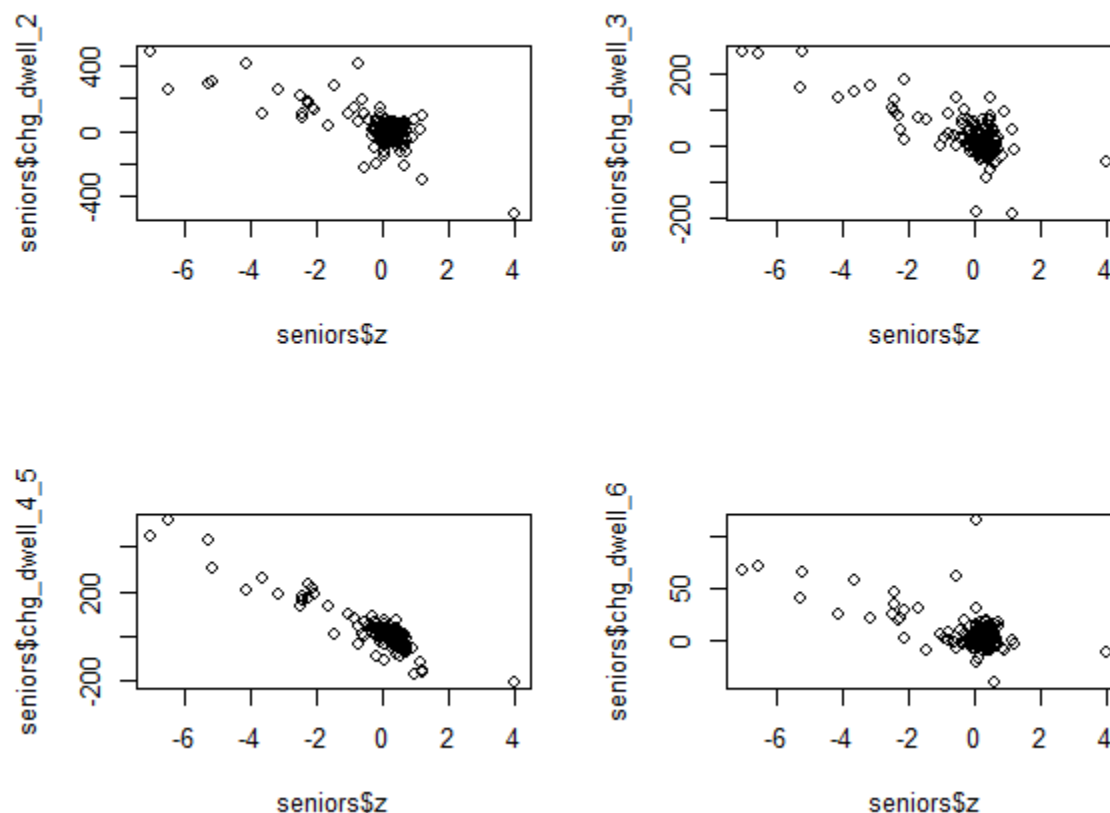 seniors$chg_dwell_2
400
0
-400
-6 -4 -2 0 2 4
seniors$z
seniors$chg_dwell_3
200
0
-200
-6 -4 -2 0 2 4
seniors$z
seniors$chg_dwell_4_5
200
-200
-6 -4 -2 0 2 4
seniors$z
seniors$chg_dwell_6
50
0
-6 -4 -2 0 2 4
seniors$z